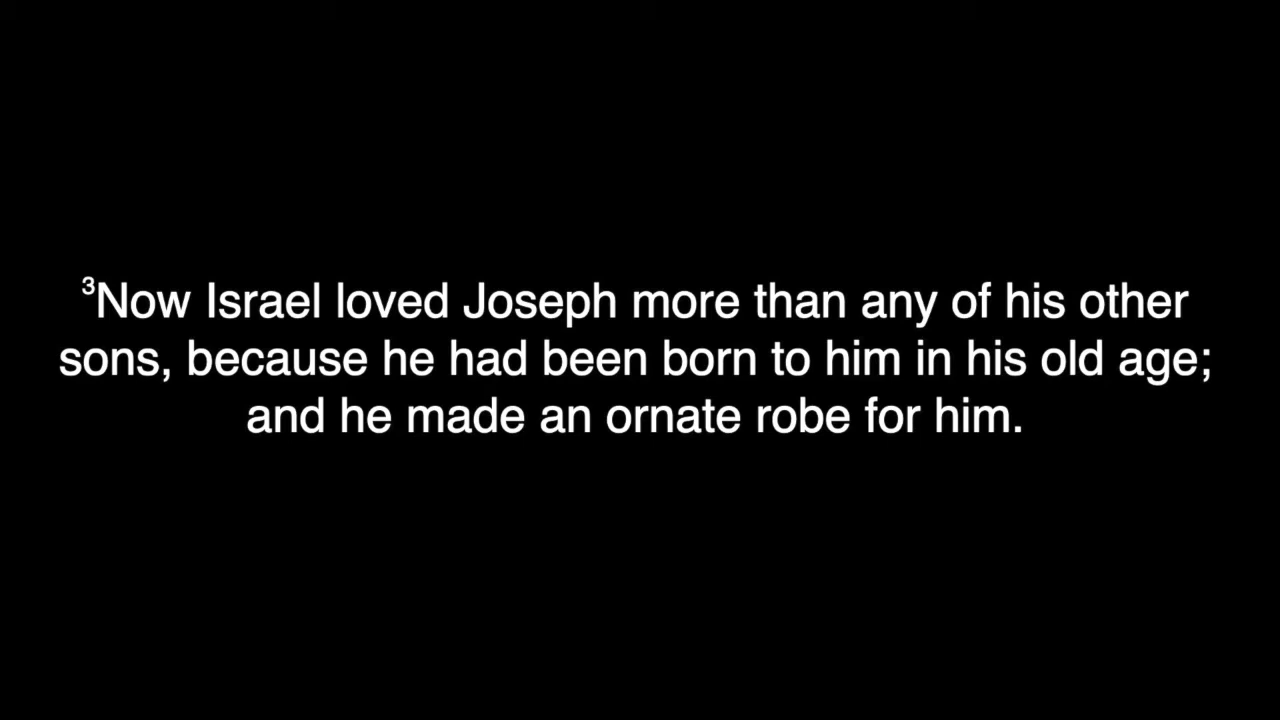 ³Now Israel loved Joseph more than any of his other
sons, because he had been born to him in his old age;
and he made an ornate robe for him.